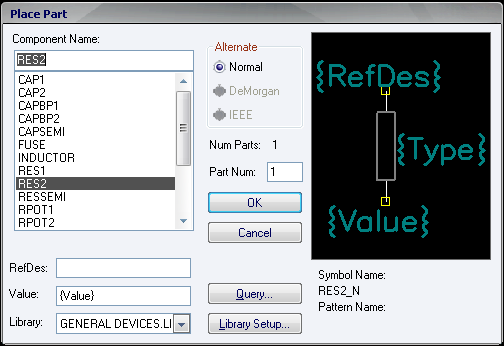 Place Part
Component Name:
RES2
CAP1
CAP2
CAPBP1
CAPBP2
CAPSEMI
FUSE
INDUCTOR
RES1
RES2
RESSEMI
RPOT1
RPOT2
Alternate
Normal
DeMorgan
IEEE
Num Parts: 1
Part Num: 1
OK
Cancel
{RefDes}
{Type}
{Value}
RefDes:
Value: {Value}
Library: GENERAL DEVICES.LI
Query...
Library Setup...
Symbol Name:
RES2_N
Pattern Name: